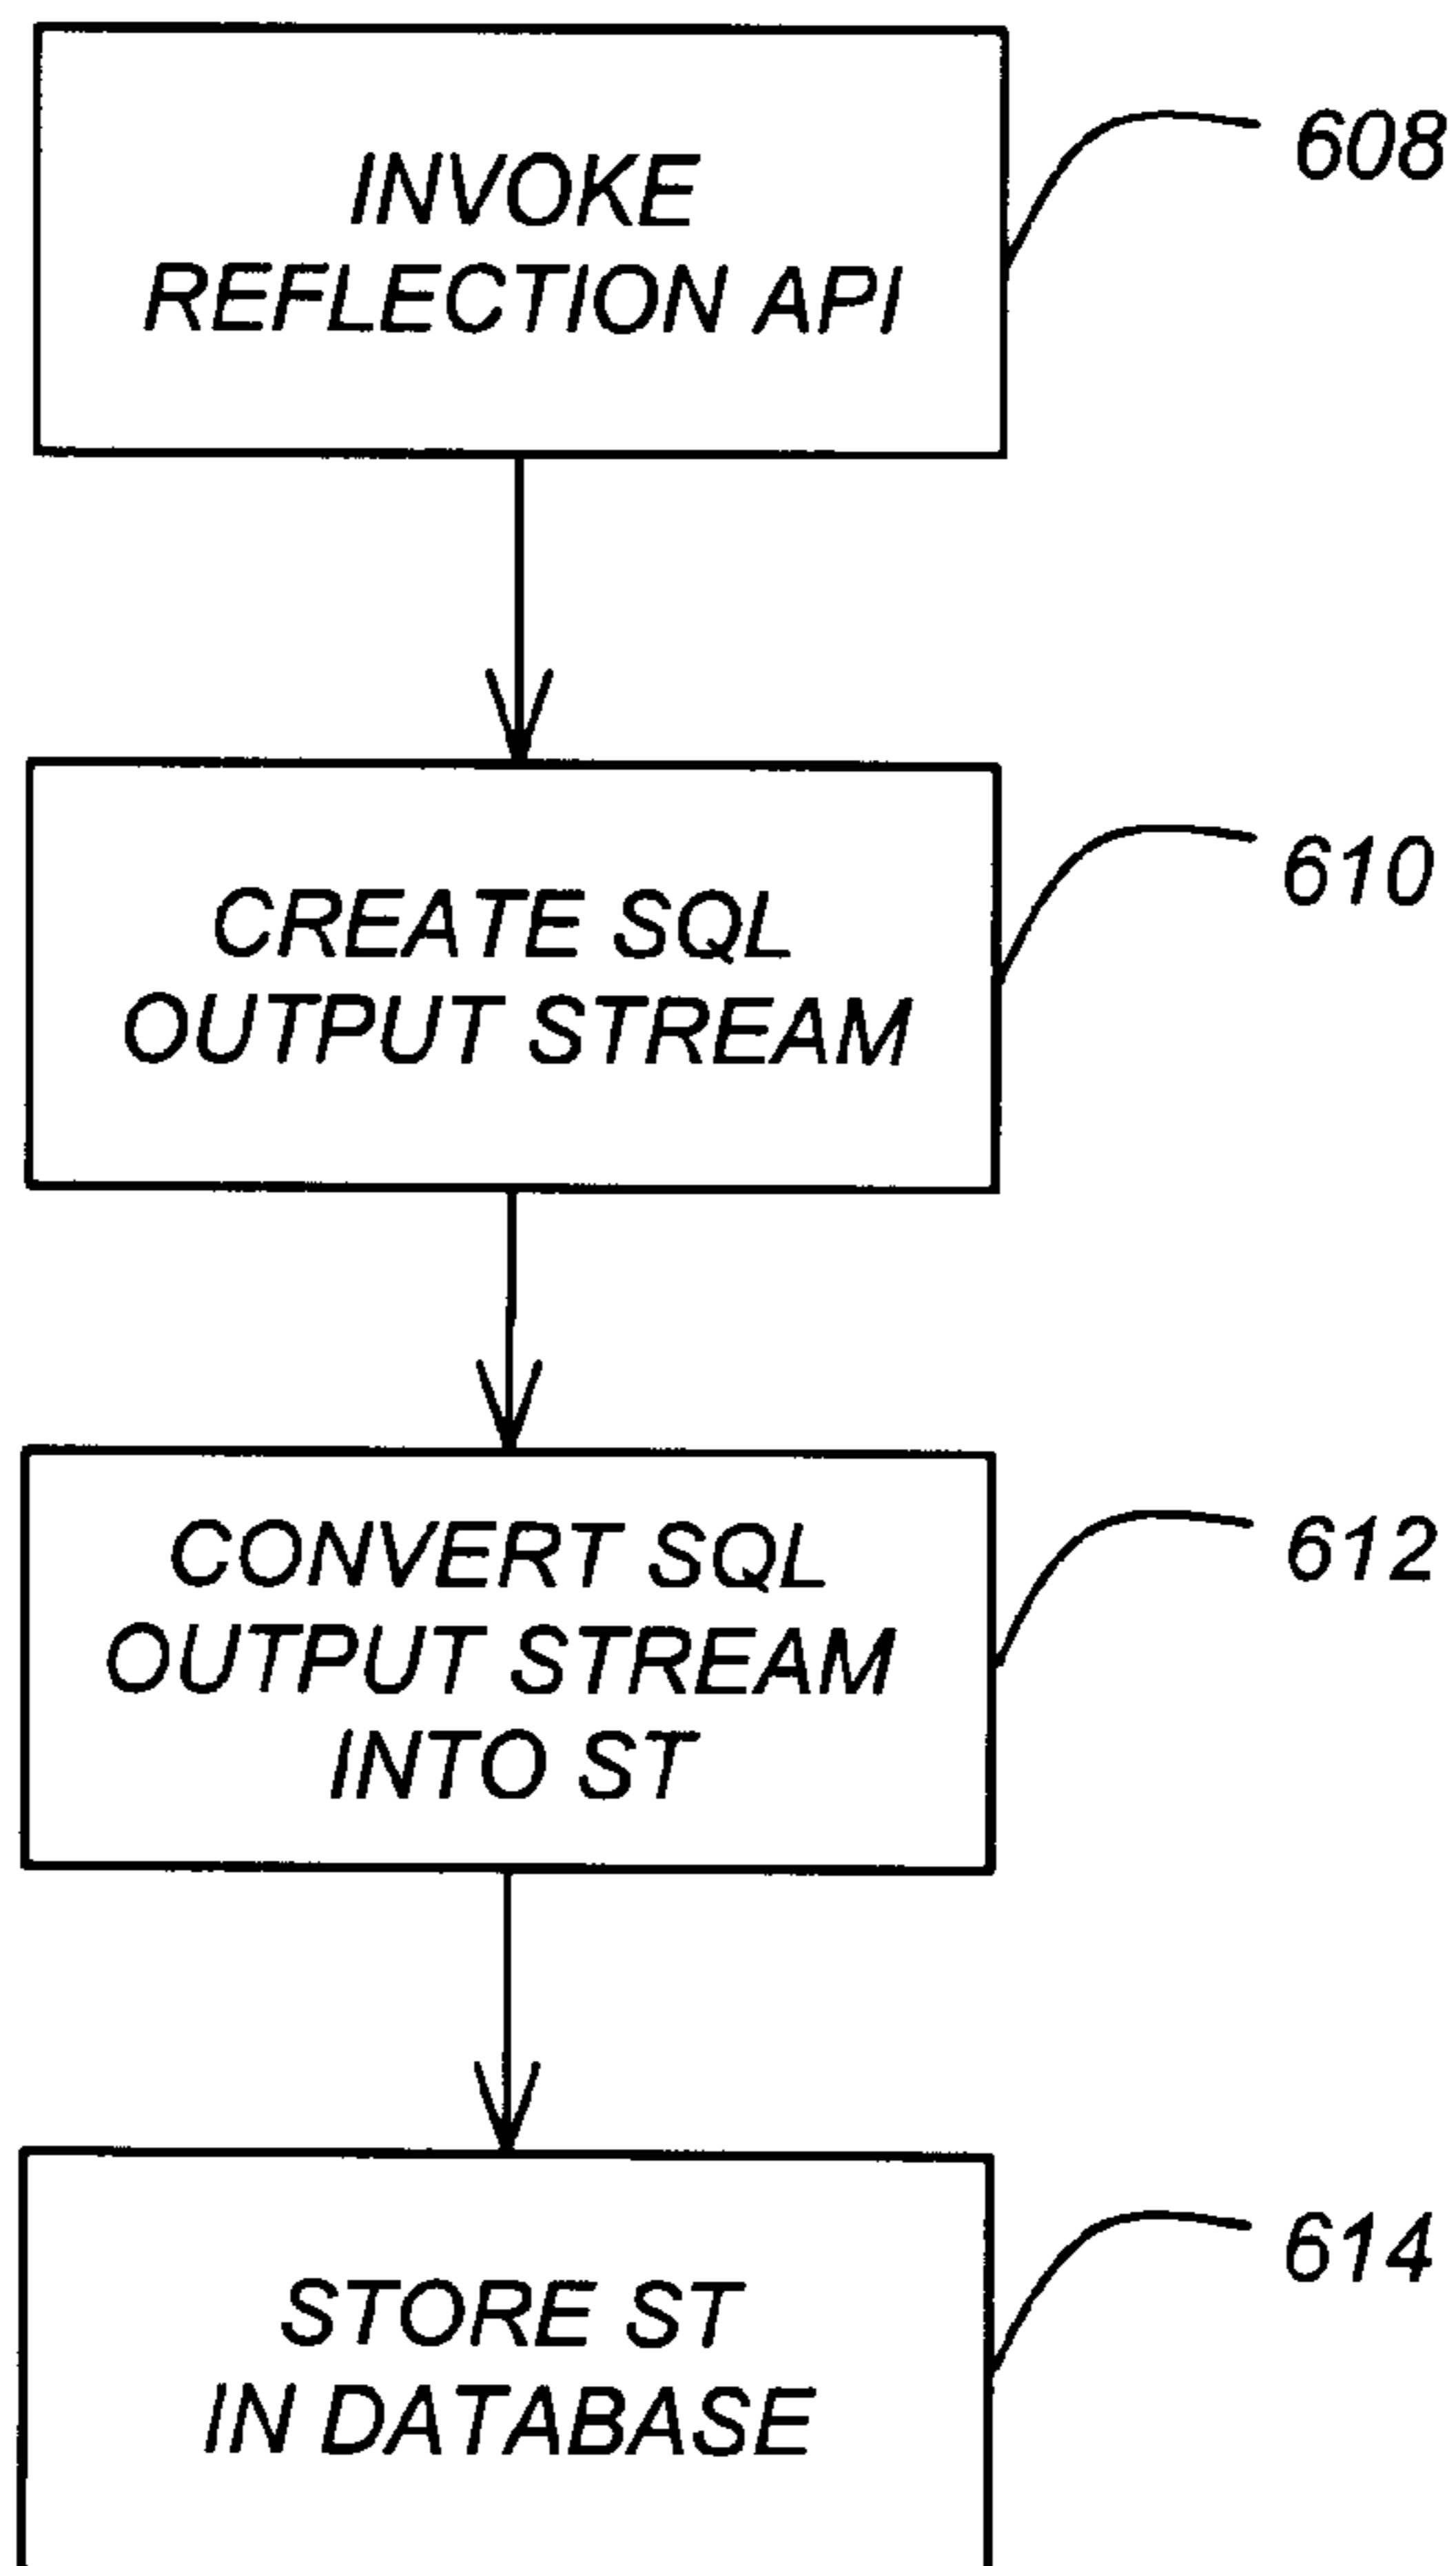 INVOKE
REFLECTION API
608
CREATE SQL
OUTPUT STREAM
610
CONVERT SQL
OUTPUT STREAM
INTO ST
612
STORE ST
IN DATABASE
614